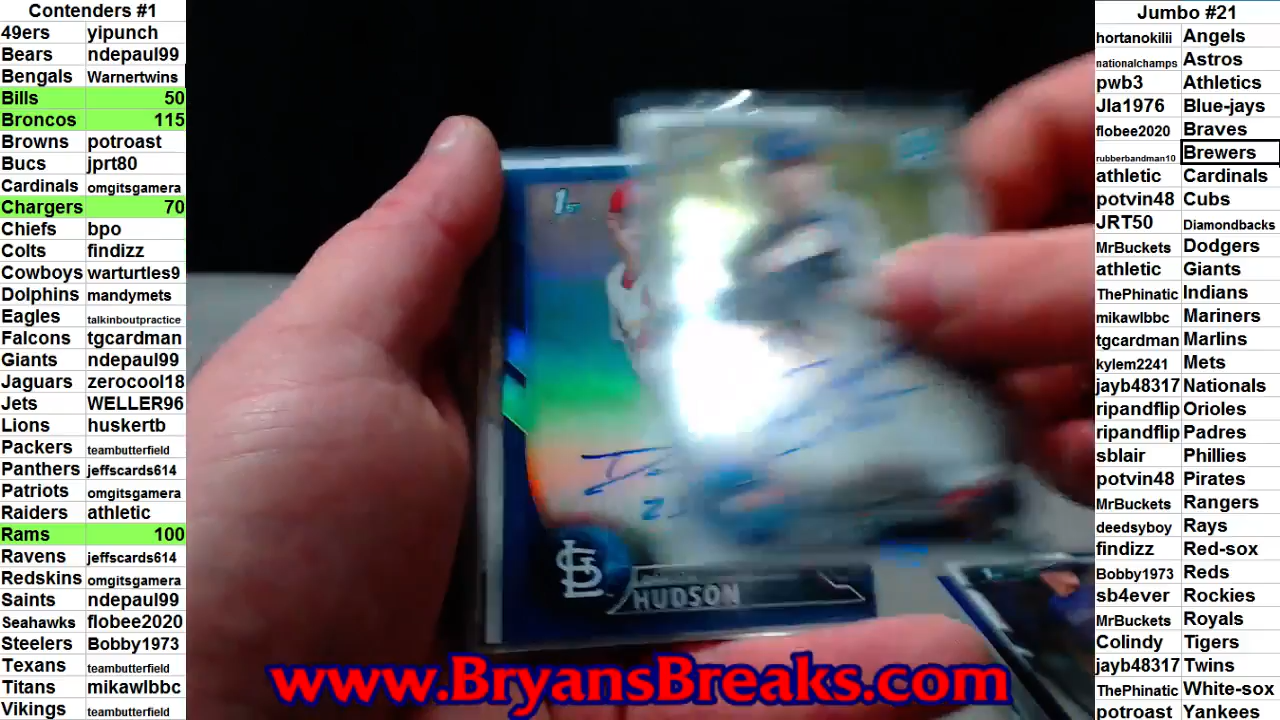 Contenders #1
49ers yipunch
Bears ndepaul99
Bengals Warnertwins
Bills 50
Broncos 115
Browns potroast
Bucs jprt80
Cardinals omgitsgamera
Chargers 70
Chiefs bpo
Colts findizz
Cowboys warturtles9
Dolphins mandymets
Eagles talkinboutpractice
Falcons tgcardman
Giants ndepaul99
Jaguars zerocool18
Jets WELLER96
Lions huskertb
Packers teambutterfield
Panthers jeffscards614
Patriots omgitsgamera
Raiders athletic
Rams 100
Ravens jeffscards614
Redskins omgitsgamera
Saints ndepaul99
Seahawks flobee2020
Steelers Bobby1973
Texans teambutterfield
Titans mikawlbbc
Vikings teambutterfield
1st
HUDSON
www.BryansBreaks.com
Jumbo #21
hortanokilii Angels
nationalchamps Astros
pwb3 Athletics
Jla1976 Blue-jays
flobee2020 Braves
rubberbandman10 Brewers
athletic Cardinals
potvin48 Cubs
JRT50 Diamondbacks
MrBuckets Dodgers
athletic Giants
ThePhinatic Indians
mikawlbbc Mariners
tgcardman Marlins
kylem2241 Mets
jayb48317 Nationals
ripandflip Orioles
ripandflip Padres
sblair Phillies
potvin48 Pirates
MrBuckets Rangers
deedsyboy Rays
findizz Red-sox
Bobby1973 Reds
sb4ever Rockies
MrBuckets Royals
Colindy Tigers
jayb48317 Twins
ThePhinatic White-sox
potroast Yankees